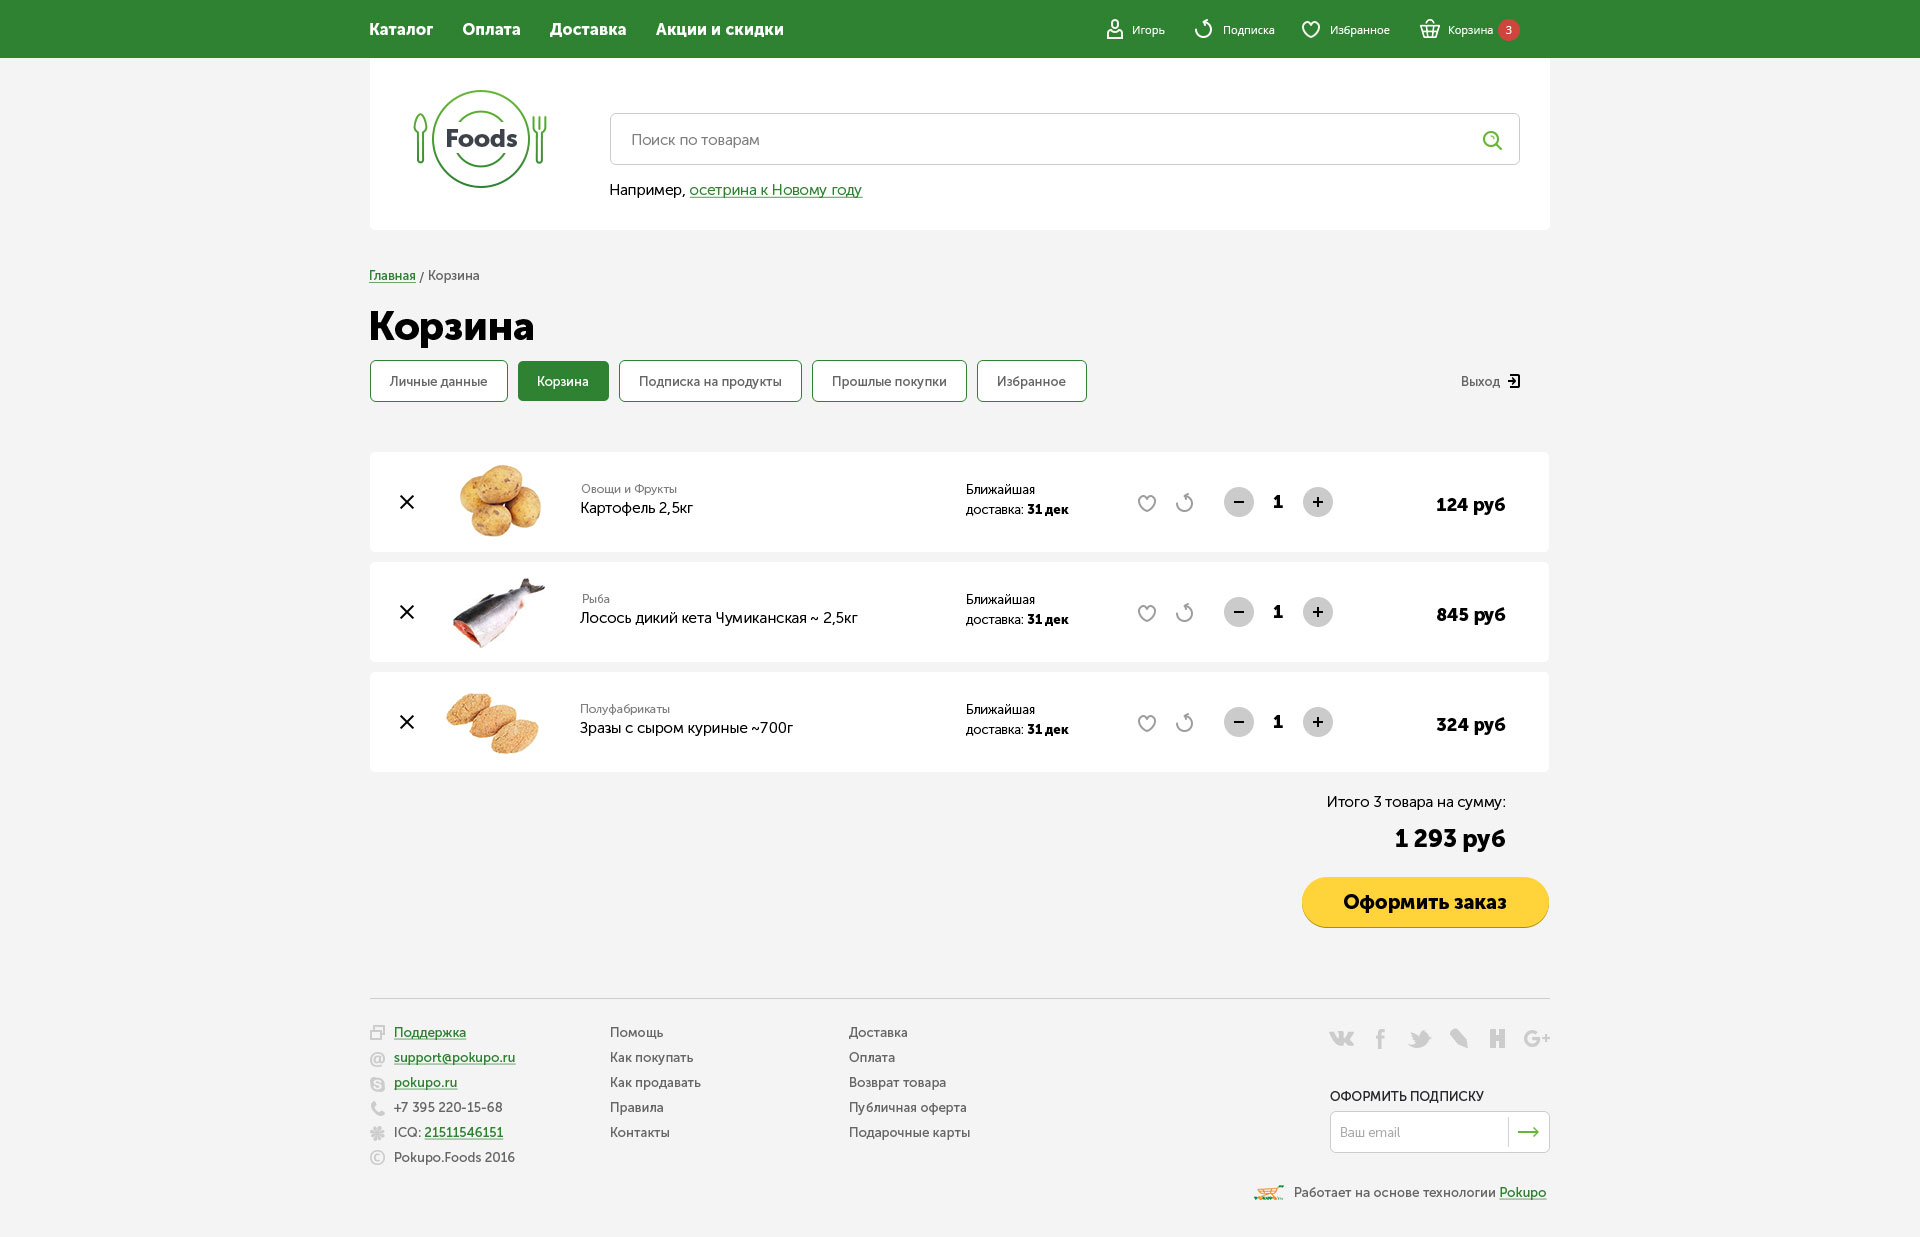 Каталог Оплата Доставка Акции и скидки Игорь Подписка Избранное Корзина 3
Foods
Поиск по товарам
Например, осетрина к Новому году
Главная / Корзина
Корзина
Личные данные Корзина Подписка на продукты Прошлые покупки Избранное Выход
Овощи и Фрукты
Картофель 2,5кг
Ближайшая
доставка: 31 дек
1
124 руб
Рыба
Лосось дикий кета Чумиканская ~ 2,5кг
Ближайшая
доставка: 31 дек
1
845 руб
Полуфабрикаты
Зразы с сыром куриные ~700г
Ближайшая
доставка: 31 дек
1
324 руб
Итого 3 товара на сумму:
1 293 руб
Оформить заказ
Поддержка
support@pokupo.ru
pokupo.ru
+7 395 220-15-68
ICQ: 21511546151
© Pokupo.Foods 2016
Помощь
Как покупать
Как продавать
Правила
Контакты
Доставка
Оплата
Возврат товара
Публичная оферта
Подарочные карты
ОФОРМИТЬ ПОДПИСКУ
Ваш email
Работает на основе технологии Pokupo